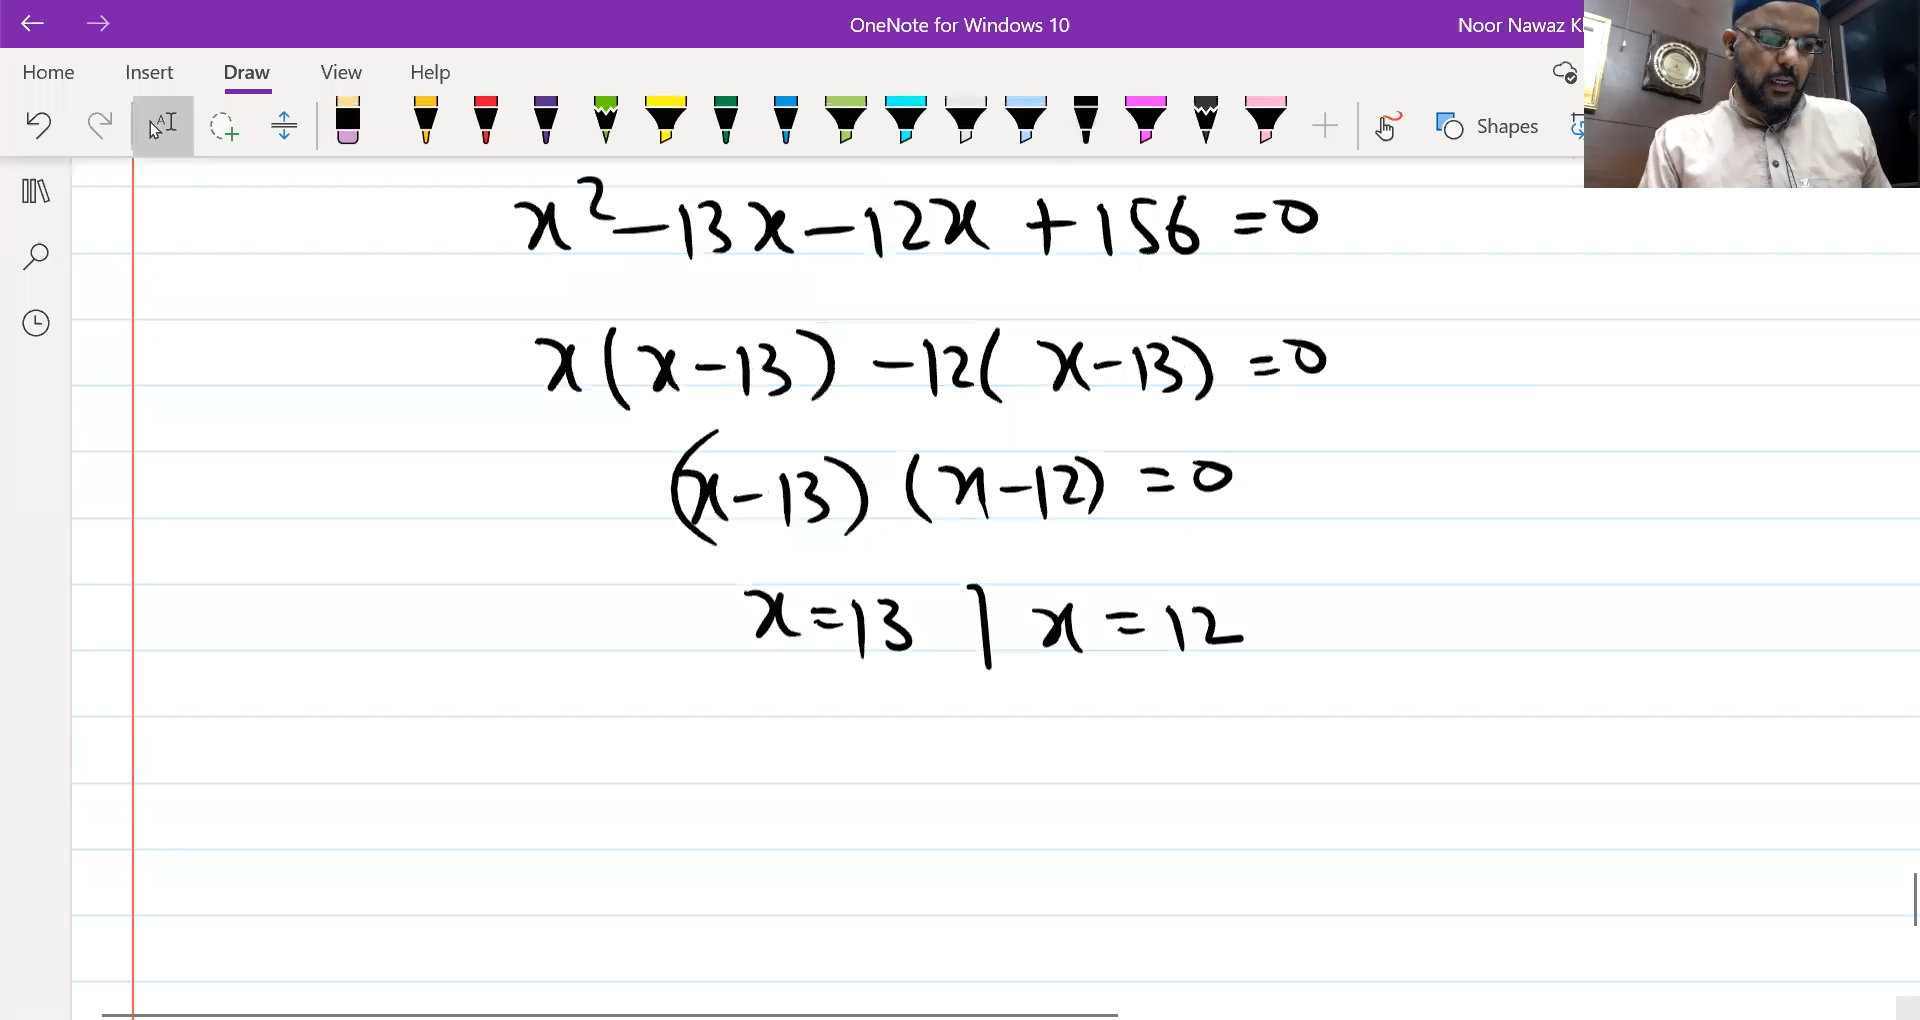 OneNote for Windows 10
Noor Nawaz K
Home Insert Draw View Help
Shapes
x² - 13x - 12x + 156 = 0
x(x - 13) - 12(x - 13) = 0
(x - 13) (x - 12) = 0
x = 13 | x = 12